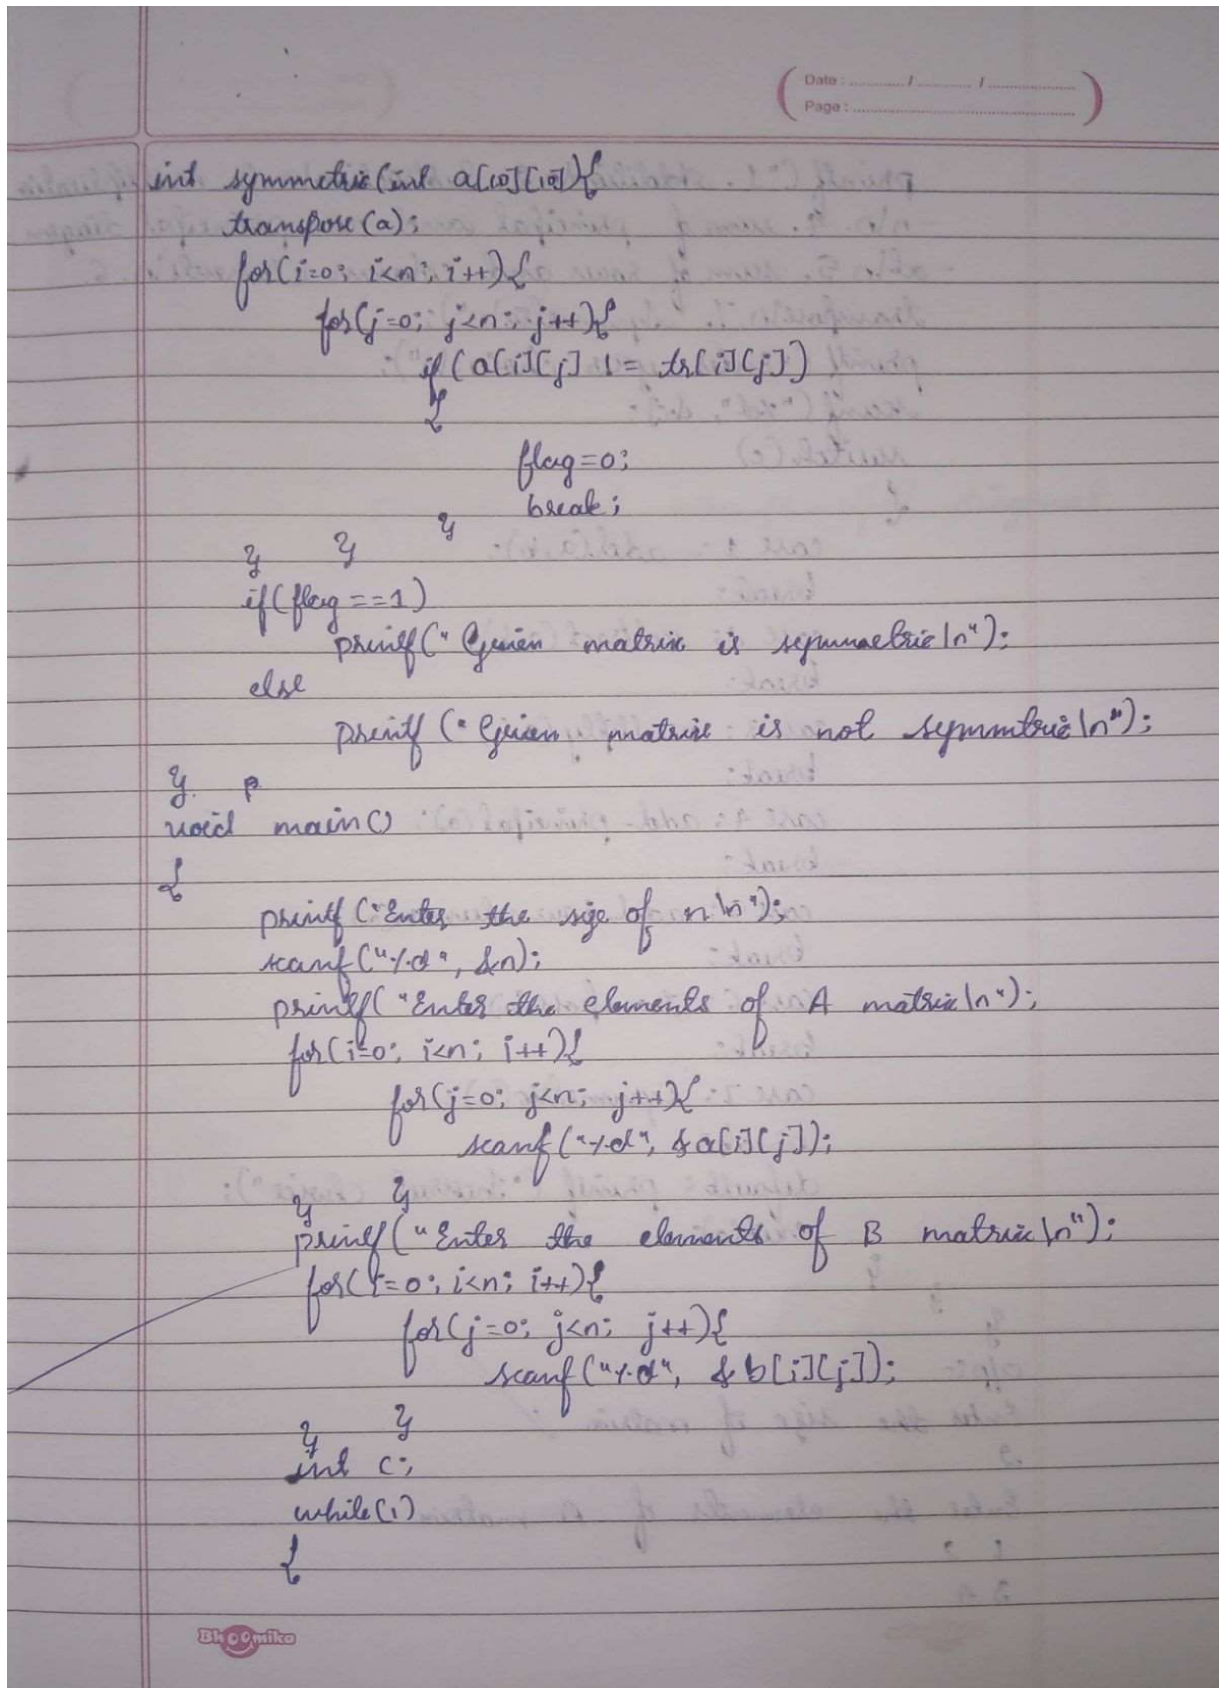 Date : ............ / ............ / ....................
Page : ................................................
int symmetric(int a[10][10]){
transpose(a);
for(i=0; i<n; i++){
for(j=0; j<n; j++){
if(a[i][j] != tr[i][j])
{
flag=0;
break;
}
} }
if(flag==1)
printf("Given matrix is symmetric\n");
else
printf("Given matrix is not symmtric\n");
}
void main()
{
printf("Enter the size of n\n");
scanf("%d", &n);
printf("Enter the elements of A matrix\n");
for(i=0; i<n; i++){
for(j=0; j<n; j++){
scanf("%d", &a[i][j]);
} }
printf("Enter the elements of B matrix\n");
for(i=0; i<n; i++){
for(j=0; j<n; j++){
scanf("%d", &b[i][j]);
} }
int c;
while(1)
{
Bhoomika